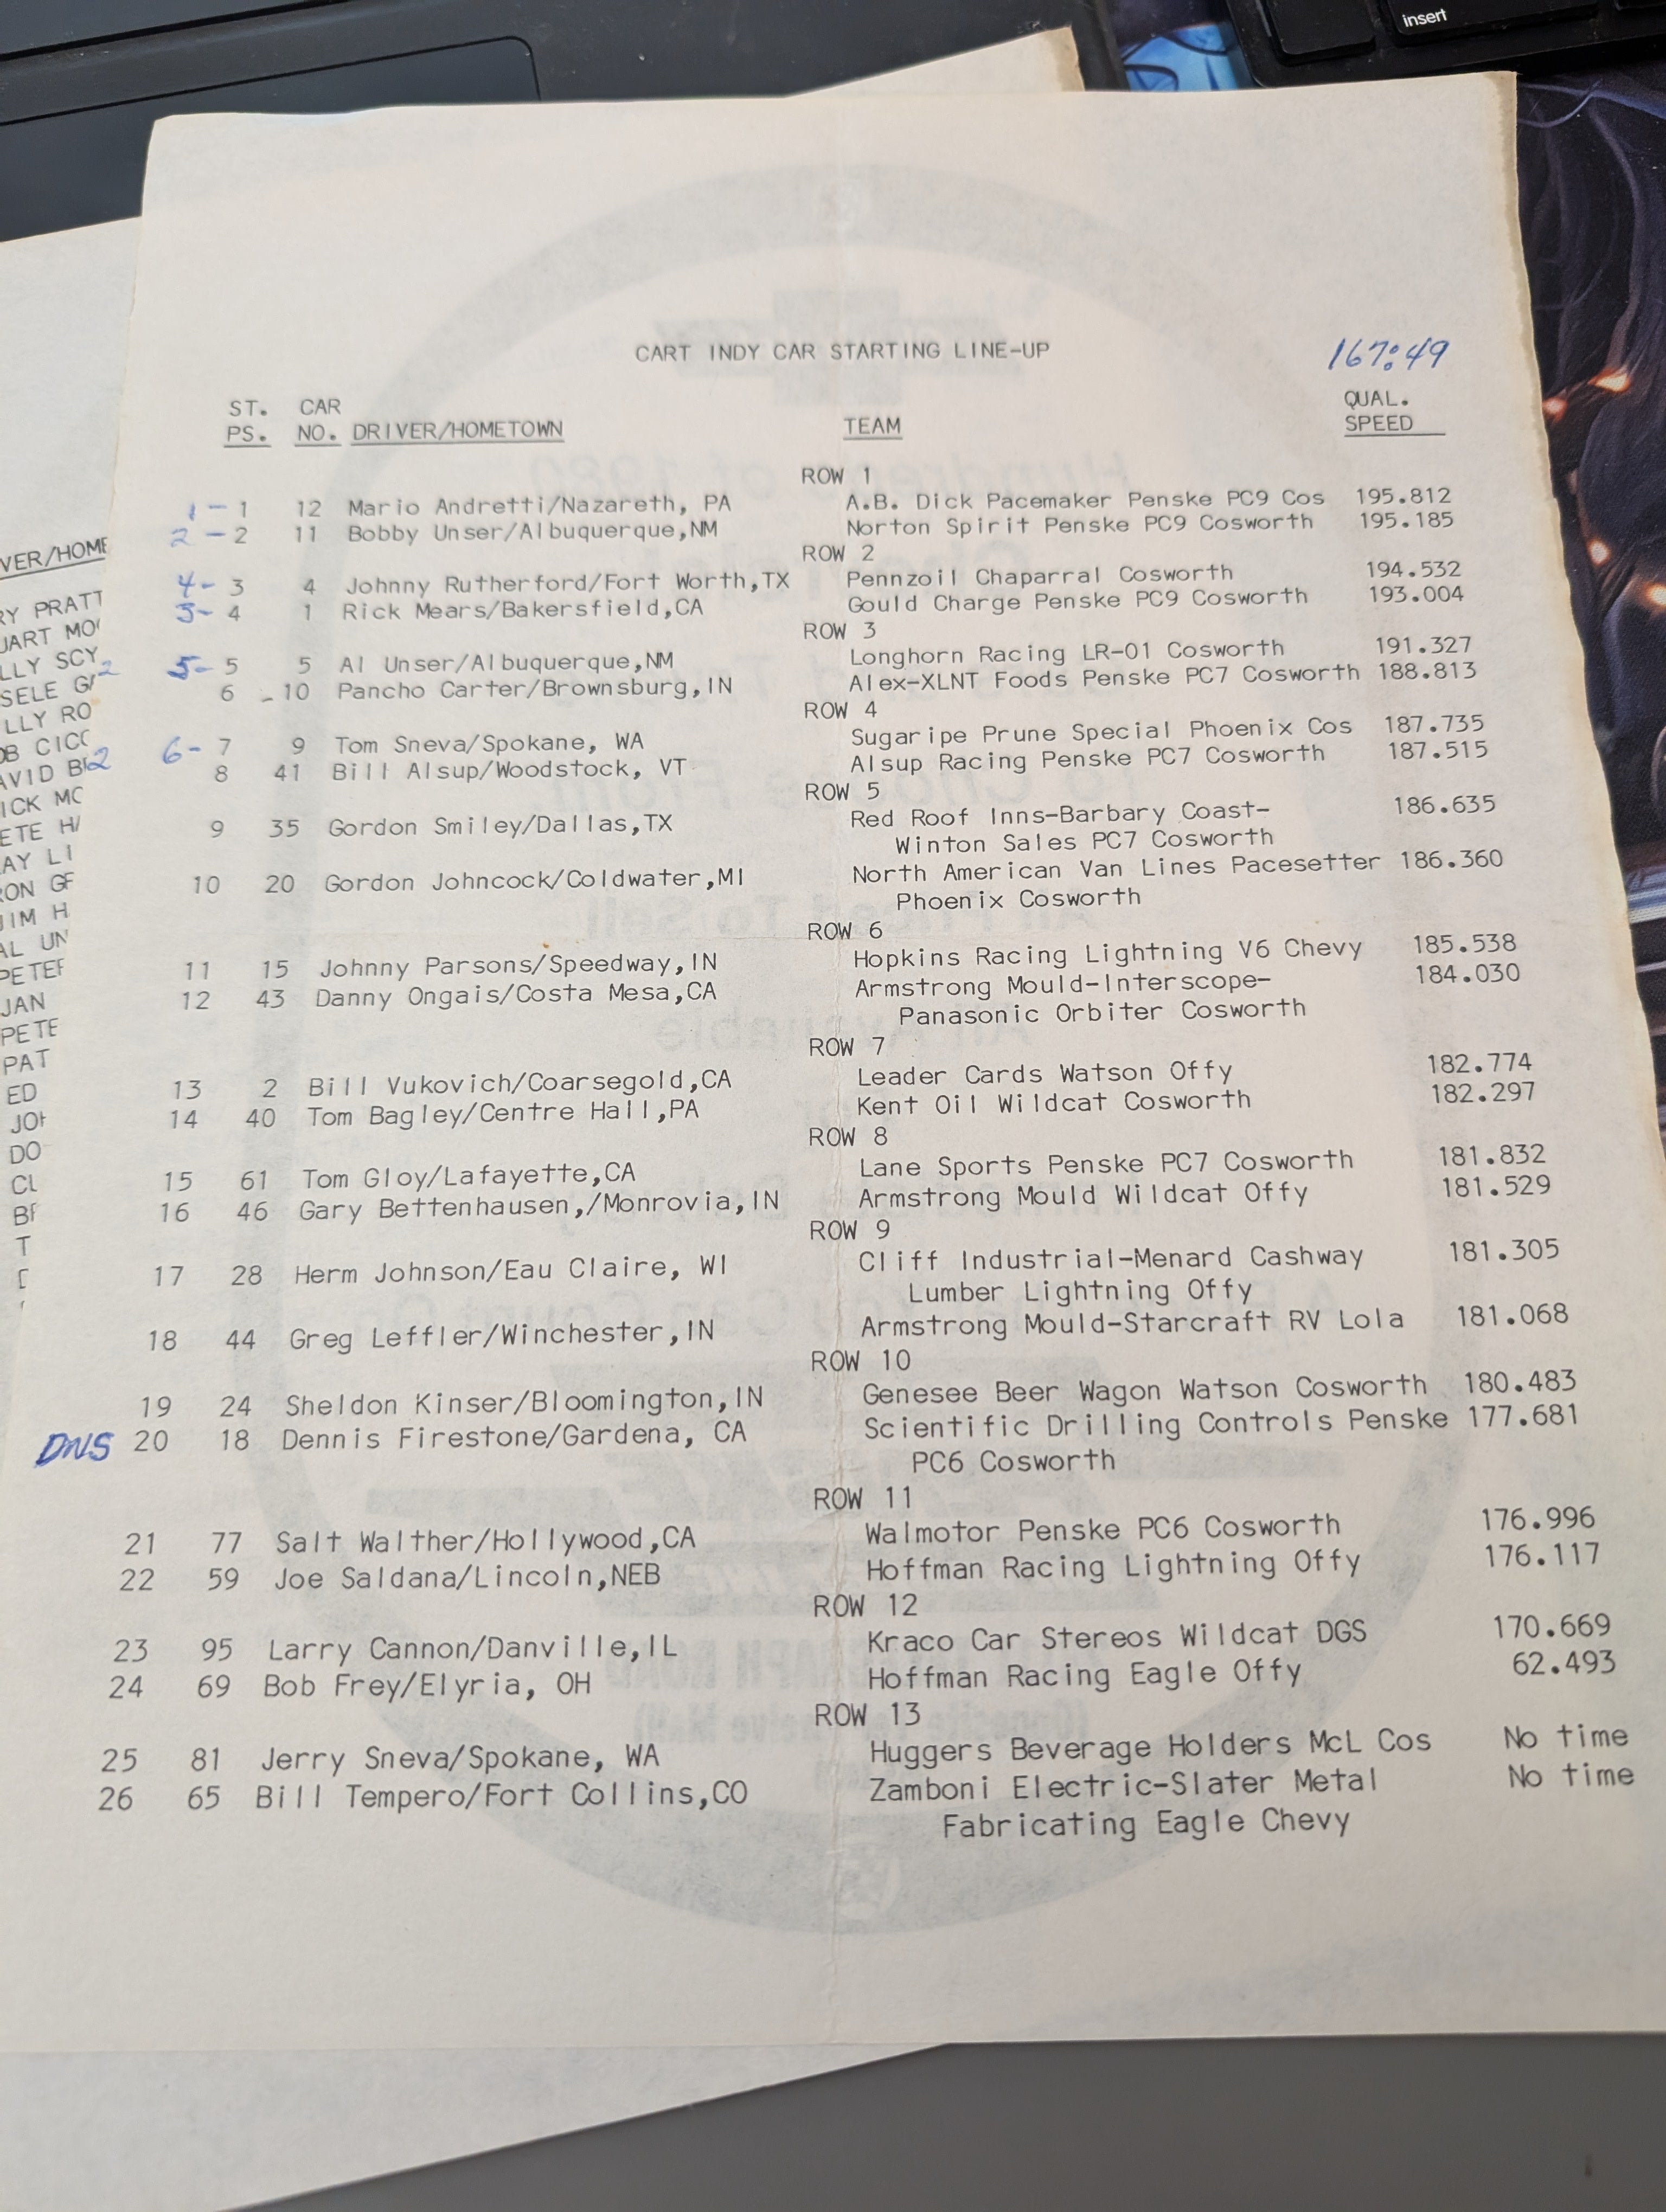 insert
CART INDY CAR STARTING LINE-UP
167:49
ST. CAR QUAL.
PS. NO. DRIVER/HOMETOWN TEAM SPEED
ROW 1
1- 1 12 Mario Andretti/Nazareth, PA A.B. Dick Pacemaker Penske PC9 Cos 195.812
2- 2 11 Bobby Unser/Albuquerque,NM Norton Spirit Penske PC9 Cosworth 195.185
ROW 2
4- 3 4 Johnny Rutherford/Fort Worth,TX Pennzoil Chaparral Cosworth 194.532
3- 4 1 Rick Mears/Bakersfield,CA Gould Charge Penske PC9 Cosworth 193.004
ROW 3
5- 5 5 Al Unser/Albuquerque,NM Longhorn Racing LR-01 Cosworth 191.327
6 10 Pancho Carter/Brownsburg,IN Alex-XLNT Foods Penske PC7 Cosworth 188.813
ROW 4
6- 7 9 Tom Sneva/Spokane, WA Sugaripe Prune Special Phoenix Cos 187.735
8 41 Bill Alsup/Woodstock, VT Alsup Racing Penske PC7 Cosworth 187.515
ROW 5
9 35 Gordon Smiley/Dallas,TX Red Roof Inns-Barbary Coast- 186.635
Winton Sales PC7 Cosworth
10 20 Gordon Johncock/Coldwater,MI North American Van Lines Pacesetter 186.360
Phoenix Cosworth
ROW 6
11 15 Johnny Parsons/Speedway,IN Hopkins Racing Lightning V6 Chevy 185.538
12 43 Danny Ongais/Costa Mesa,CA Armstrong Mould-Interscope- 184.030
Panasonic Orbiter Cosworth
ROW 7
13 2 Bill Vukovich/Coarsegold,CA Leader Cards Watson Offy 182.774
14 40 Tom Bagley/Centre Hall,PA Kent Oil Wildcat Cosworth 182.297
ROW 8
15 61 Tom Gloy/Lafayette,CA Lane Sports Penske PC7 Cosworth 181.832
16 46 Gary Bettenhausen,/Monrovia,IN Armstrong Mould Wildcat Offy 181.529
ROW 9
17 28 Herm Johnson/Eau Claire, WI Cliff Industrial-Menard Cashway 181.305
Lumber Lightning Offy
18 44 Greg Leffler/Winchester,IN Armstrong Mould-Starcraft RV Lola 181.068
ROW 10
19 24 Sheldon Kinser/Bloomington,IN Genesee Beer Wagon Watson Cosworth 180.483
DNS 20 18 Dennis Firestone/Gardena, CA Scientific Drilling Controls Penske 177.681
PC6 Cosworth
ROW 11
21 77 Salt Walther/Hollywood,CA Walmotor Penske PC6 Cosworth 176.996
22 59 Joe Saldana/Lincoln,NEB Hoffman Racing Lightning Offy 176.117
ROW 12
23 95 Larry Cannon/Danville,IL Kraco Car Stereos Wildcat DGS 170.669
24 69 Bob Frey/Elyria, OH Hoffman Racing Eagle Offy 62.493
ROW 13
25 81 Jerry Sneva/Spokane, WA Huggers Beverage Holders McL Cos No time
26 65 Bill Tempero/Fort Collins,CO Zamboni Electric-Slater Metal No time
Fabricating Eagle Chevy